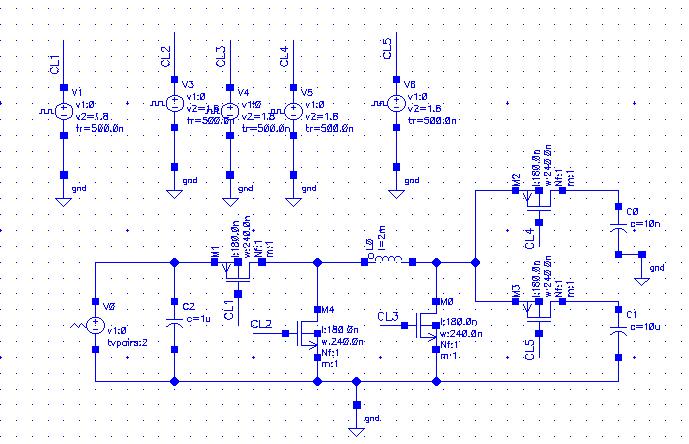 CL1
CL2
CL3
CL4
CL5
V1
v1:0
v2=1.8
tr=500.0n
gnd
V3
v1:0
v2=1.8
tr=500.0n
gnd
V4
v1:0
v2=1.8
tr=500.0n
gnd
V5
v1:0
v2=1.8
tr=500.0n
gnd
V6
v1:0
v2=1.8
tr=500.0n
gnd
M2
l:180.0n
w:240.0n
Nf:1
m:1
CL4
C0
c=10n
gnd
M1
l:180.0n
w:240.0n
Nf:1
m:1
CL1
L0
l=2m
M3
l:180.0n
w:240.0n
Nf:1
m:1
CL5
C1
c=10u
V0
v1:0
tvpairs:2
C2
c=1u
CL2
M4
l:180.0n
w:240.0n
Nf:1
m:1
CL3
M0
l:180.0n
w:240.0n
Nf:1
m:1
gnd